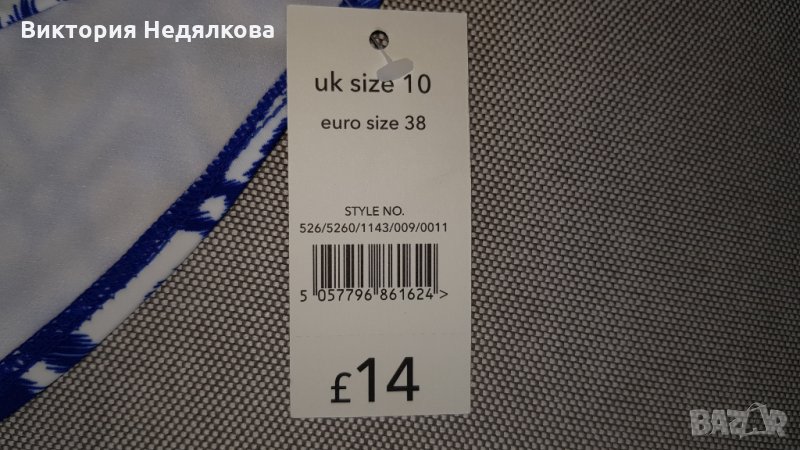 Виктория Недялкова
uk size 10
euro size 38
STYLE NO.
526/5260/1143/009/0011
5 057796 861624 >
£14
BAZAR